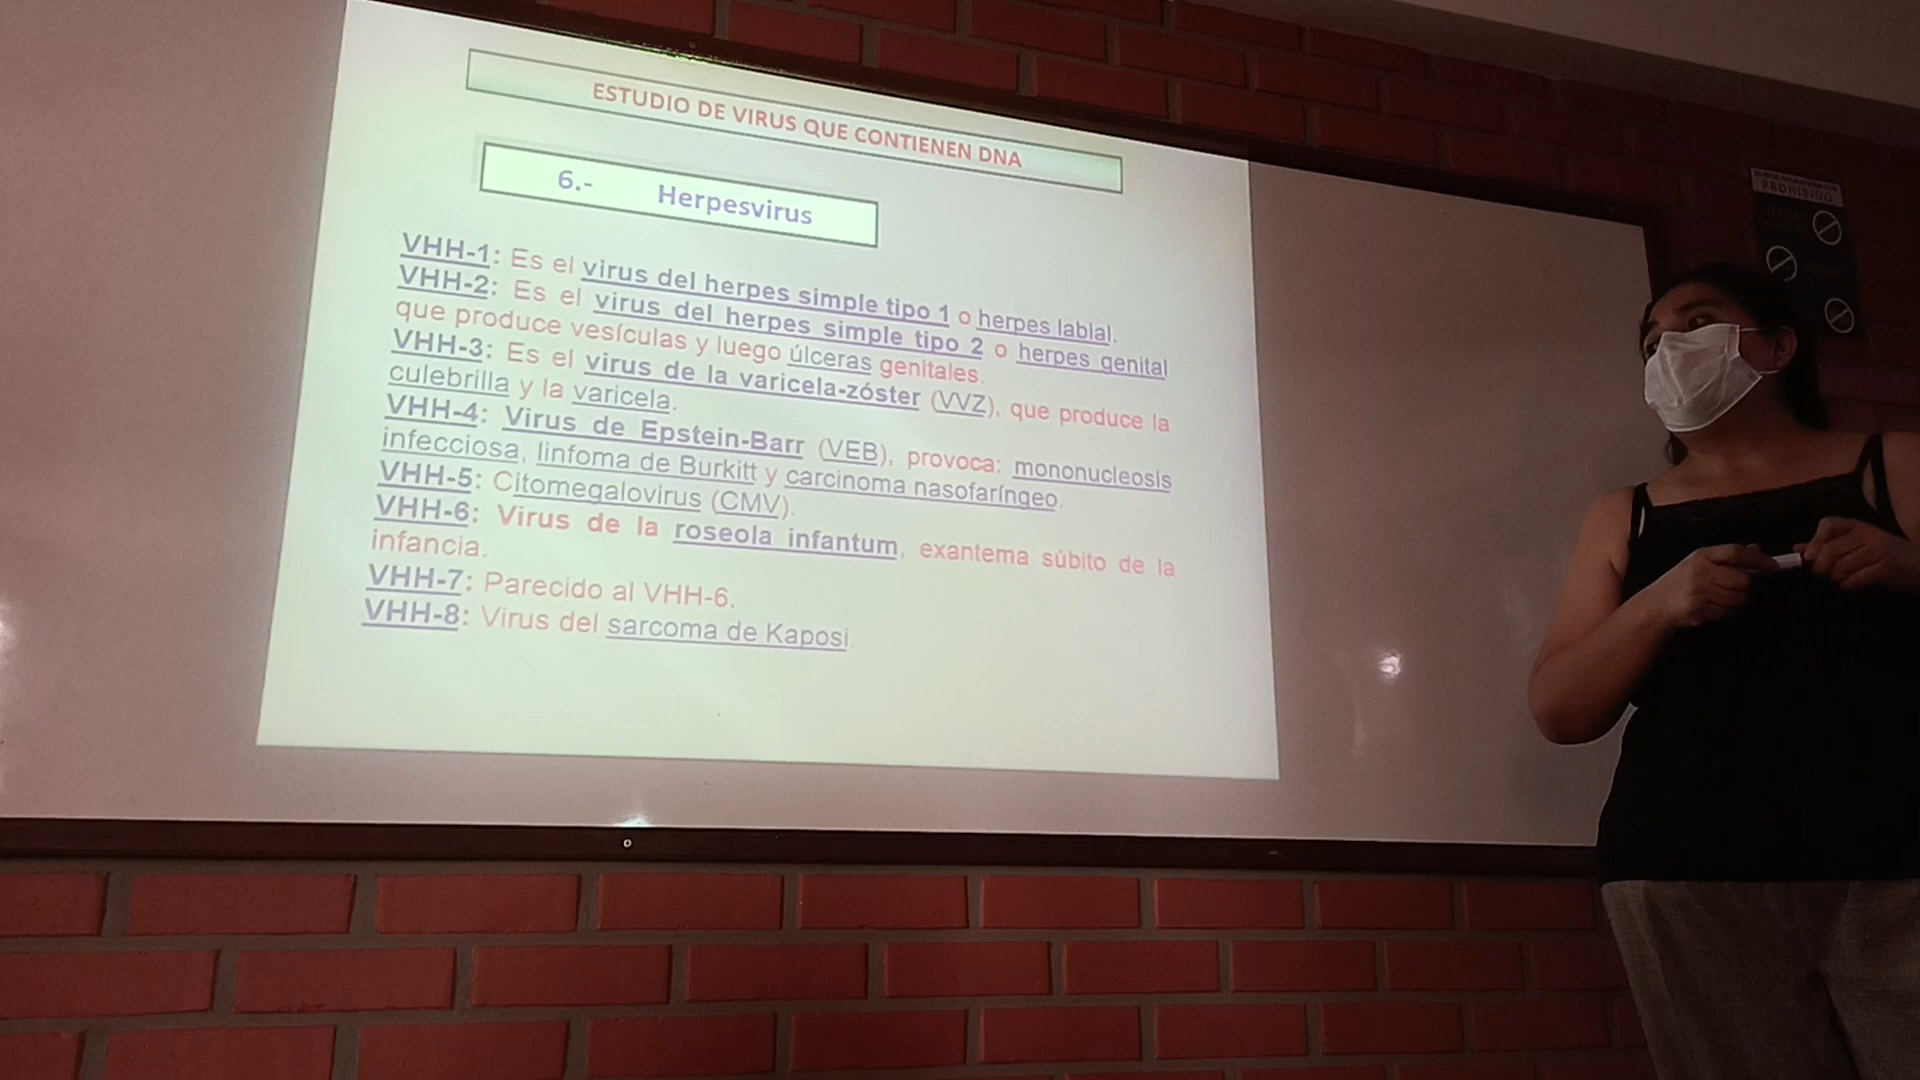 ESTUDIO DE VIRUS QUE CONTIENEN DNA
6.- Herpesvirus
VHH-1: Es el virus del herpes simple tipo 1 o herpes lablal.
VHH-2: Es el virus del herpes simple tipo 2 o herpes genital
que produce vesículas y luego úlceras genitales.
VHH-3: Es el virus de la varicela-zóster (VVZ), que produce la
culebrilla y la varicela.
VHH-4: Virus de Epstein-Barr (VEB), provoca: mononucleosis
infecciosa, linfoma de Burkitt y carcinoma nasofaríngeo.
VHH-5: Citomegalovirus (CMV).
VHH-6: Virus de la roseola infantum, exantema súbito de la
infancia.
VHH-7: Parecido al VHH-6.
VHH-8: Virus del sarcoma de Kaposi.
PROHIBIDO